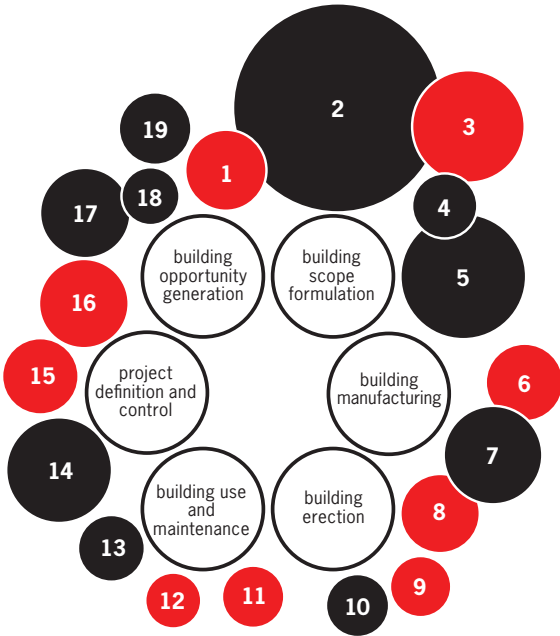 2
3
19
1
18
4
17
building
opportunity
generation
building
scope
formulation
5
16
15
project
definition and
control
building
manufacturing
6
7
14
building use
and
maintenance
building
erection
8
13
12
11
10
9